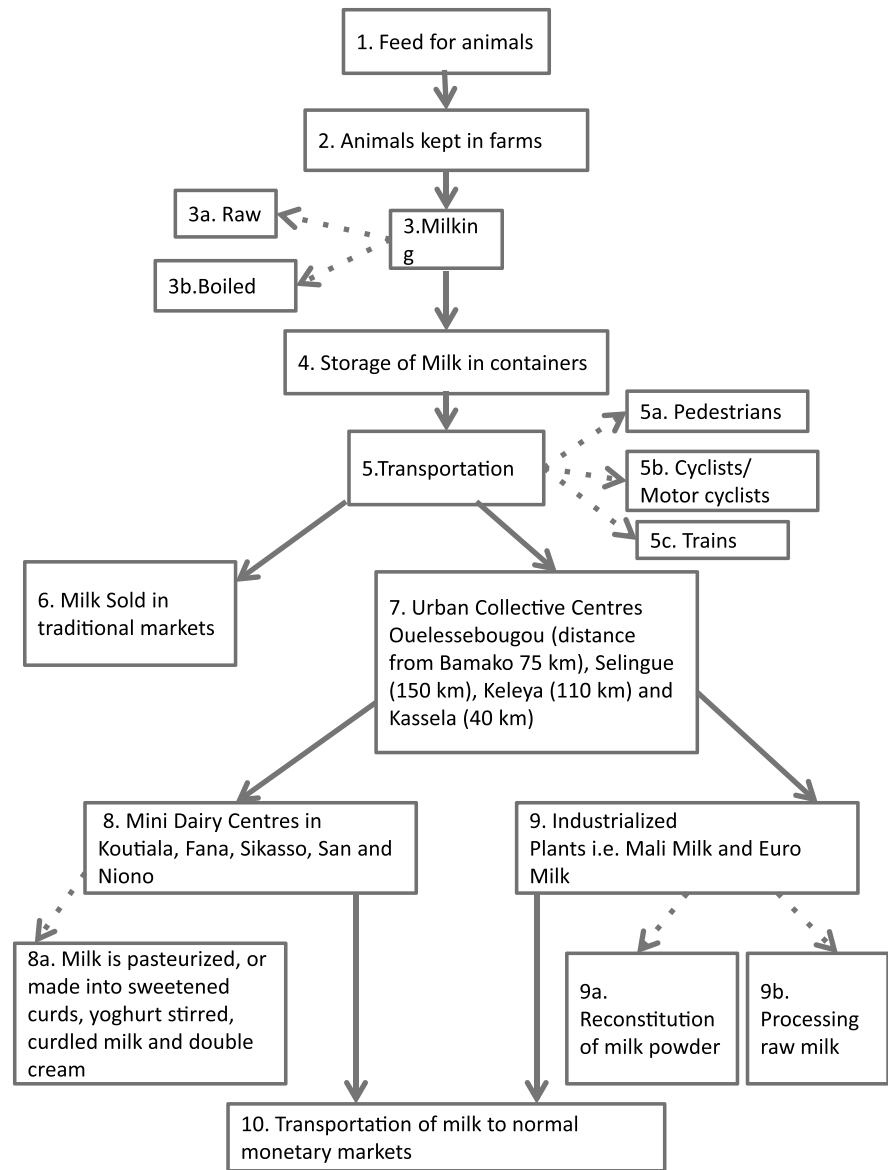 1. Feed for animals
2. Animals kept in farms
3a. Raw
3.Milkin
g
3b.Boiled
4. Storage of Milk in containers
5a. Pedestrians
5.Transportation
5b. Cyclists/
Motor cyclists
5c. Trains
6. Milk Sold in
traditional markets
7. Urban Collective Centres
Ouelessebougou (distance
from Bamako 75 km), Selingue
(150 km), Keleya (110 km) and
Kassela (40 km)
8. Mini Dairy Centres in
Koutiala, Fana, Sikasso, San and
Niono
9. Industrialized
Plants i.e. Mali Milk and Euro
Milk
8a. Milk is pasteurized, or
made into sweetened
curds, yoghurt stirred,
curdled milk and double
cream
9a.
Reconstitution
of milk powder
9b.
Processing
raw milk
10. Transportation of milk to normal
monetary markets